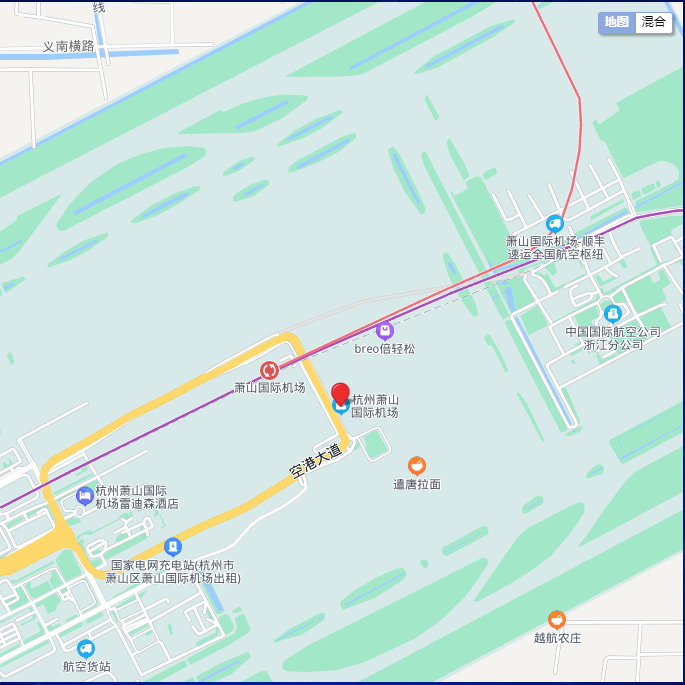 线
地图 混合
义南横路
萧山国际机场-顺丰
速运全国航空枢纽
中国国际航空公司
浙江分公司
breo倍轻松
萧山国际机场
杭州萧山
国际机场
空港大道
遣唐拉面
杭州萧山国际
机场雷迪森酒店
国家电网充电站(杭州市
萧山区萧山国际机场出租)
越航农庄
航空货站